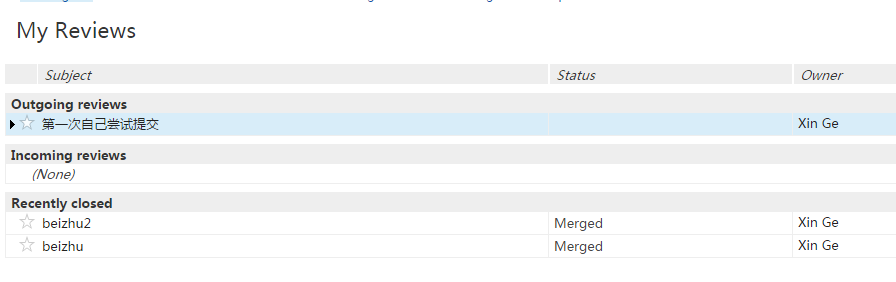 My Reviews
Subject Status Owner
Outgoing reviews
第一次自己尝试提交 Xin Ge
Incoming reviews
(None)
Recently closed
beizhu2 Merged Xin Ge
beizhu Merged Xin Ge